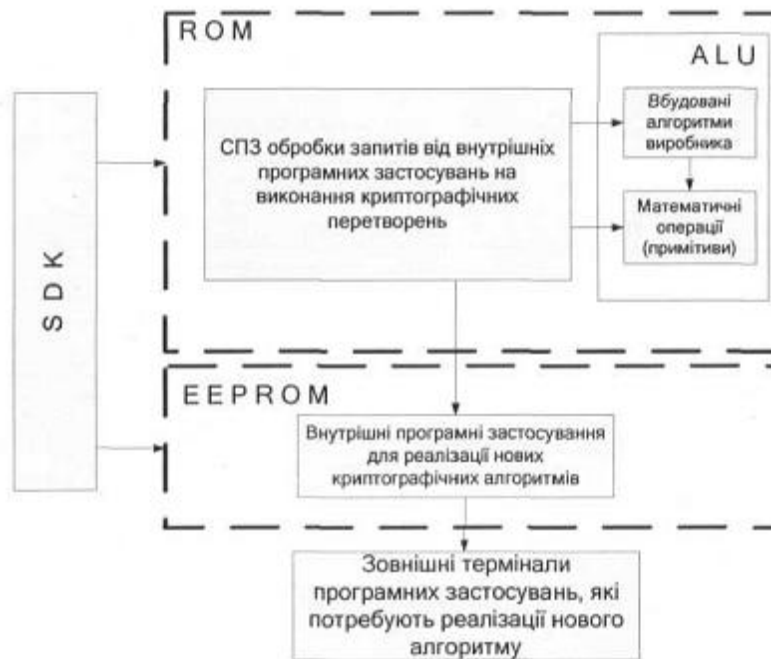 ROM
ALU
СПЗ обробки запитів від внутрішніх
програмних застосувань на
виконання криптографічних
перетворень
Вбудовані
алгоритми
виробника
Математичні
операції
(примітиви)
SDK
EEPROM
Внутрішні програмні застосування
для реалізації нових
криптографічних алгоритмів
Зовнішні термінали
програмних застосувань, які
потребують реалізації нового
алгоритму